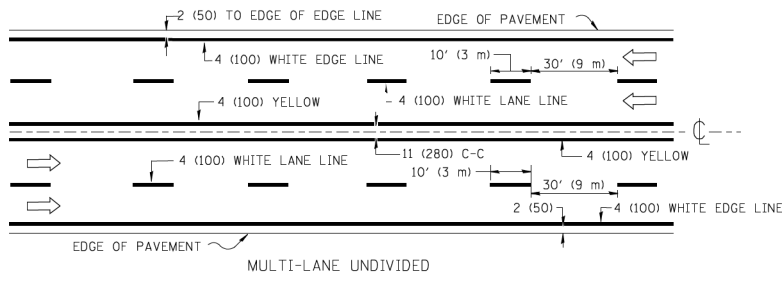 2 (50) TO EDGE OF EDGE LINE
EDGE OF PAVEMENT
4 (100) WHITE EDGE LINE
10' (3 m)
30' (9 m)
4 (100) YELLOW
4 (100) WHITE LANE LINE
℄
4 (100) WHITE LANE LINE
11 (280) C-C
4 (100) YELLOW
10' (3 m)
30' (9 m)
2 (50)
4 (100) WHITE EDGE LINE
EDGE OF PAVEMENT
MULTI-LANE UNDIVIDED